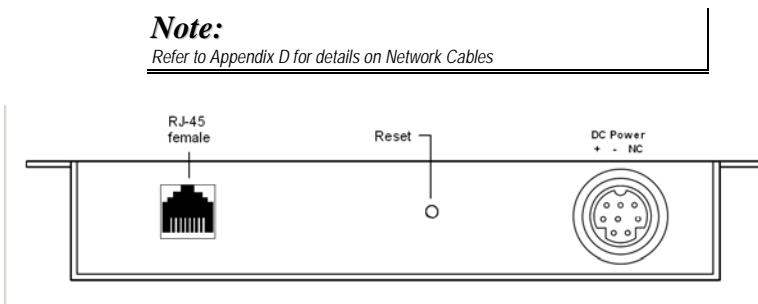 Note:
Refer to Appendix D for details on Network Cables
RJ-45
female
Reset
DC Power
+ - NC